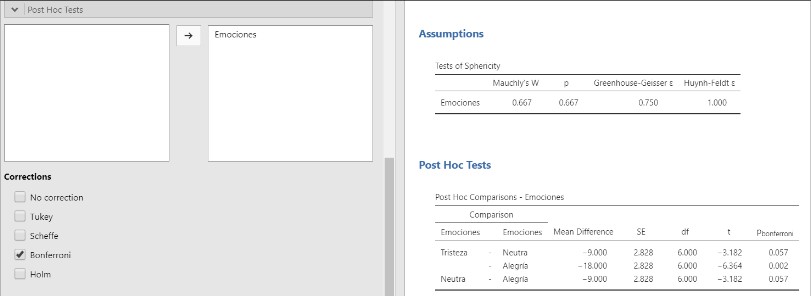 Post Hoc Tests
→ Emociones
Corrections
No correction
Tukey
Scheffe
Bonferroni
Holm
Assumptions
Tests of Sphericity
Mauchly's W p Greenhouse-Geisser ε Huynh-Feldt ε
Emociones 0.667 0.667 0.750 1.000
Post Hoc Tests
Post Hoc Comparisons - Emociones
Comparison
Emociones Emociones Mean Difference SE df t Pbonferroni
Tristeza - Neutra −9.000 2.828 6.000 −3.182 0.057
- Alegría −18.000 2.828 6.000 −6.364 0.002
Neutra - Alegría −9.000 2.828 6.000 −3.182 0.057